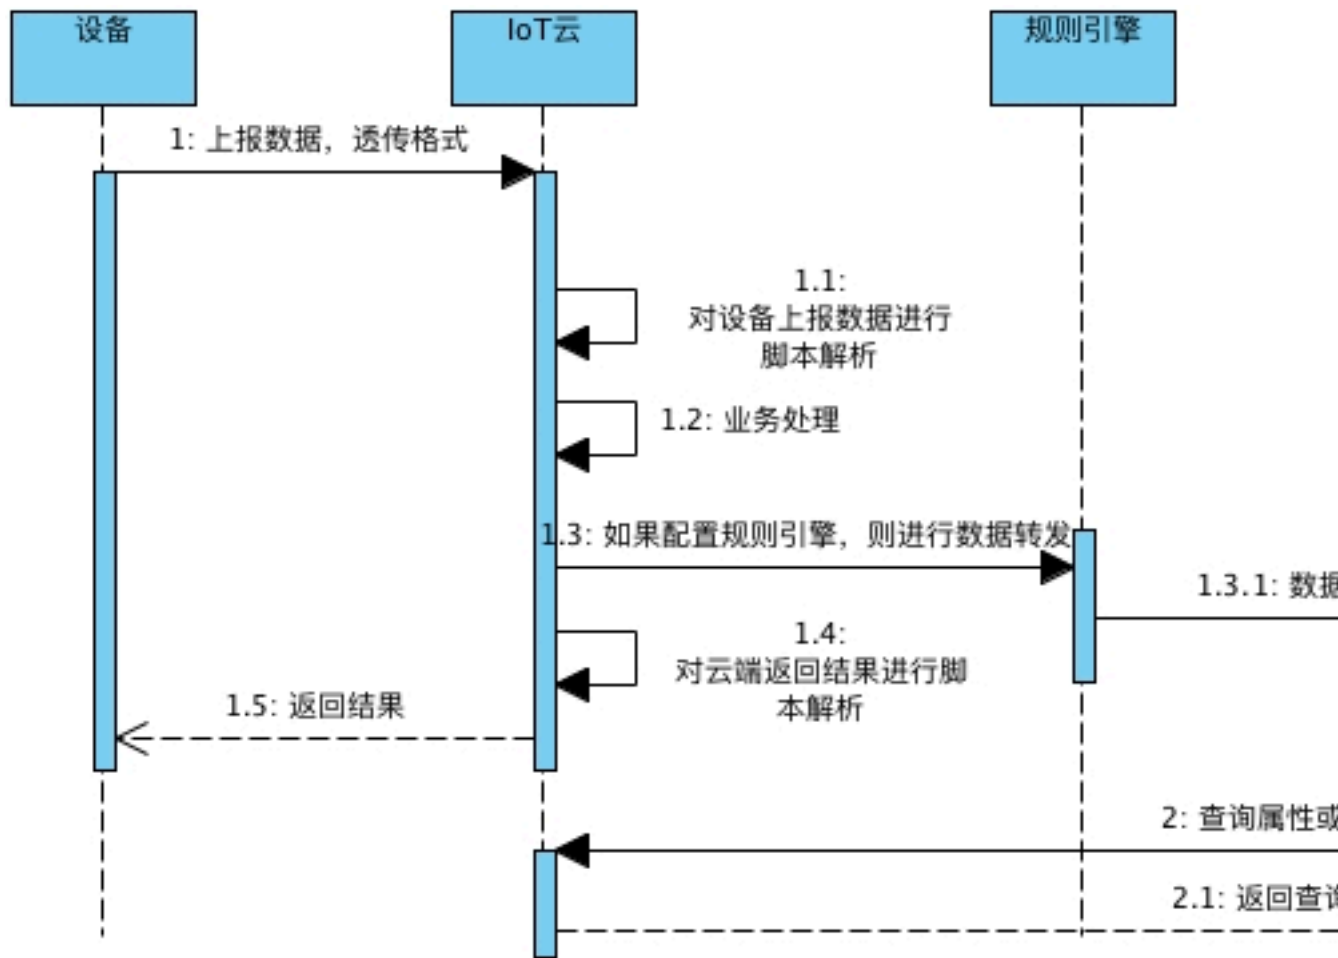 设备
IoT云
规则引擎
1: 上报数据，透传格式
1.1:
对设备上报数据进行
脚本解析
1.2: 业务处理
1.3: 如果配置规则引擎，则进行数据转发
1.3.1: 数据
1.4:
对云端返回结果进行脚
本解析
1.5: 返回结果
2: 查询属性或
2.1: 返回查询